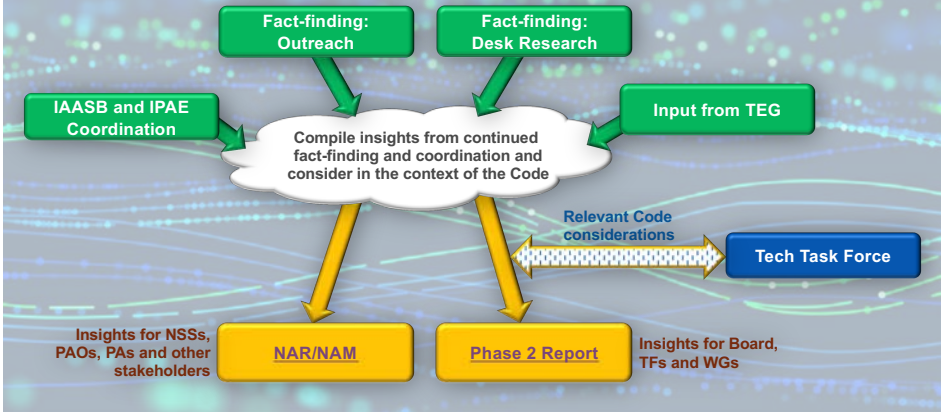 Fact-finding:
Outreach
Fact-finding:
Desk Research
IAASB and IPAE
Coordination
Input from TEG
Compile insights from continued
fact-finding and coordination and
consider in the context of the Code
Relevant Code
considerations
Tech Task Force
Insights for NSSs,
PAOs, PAs and other
stakeholders
NAR/NAM
Phase 2 Report
Insights for Board,
TFs and WGs